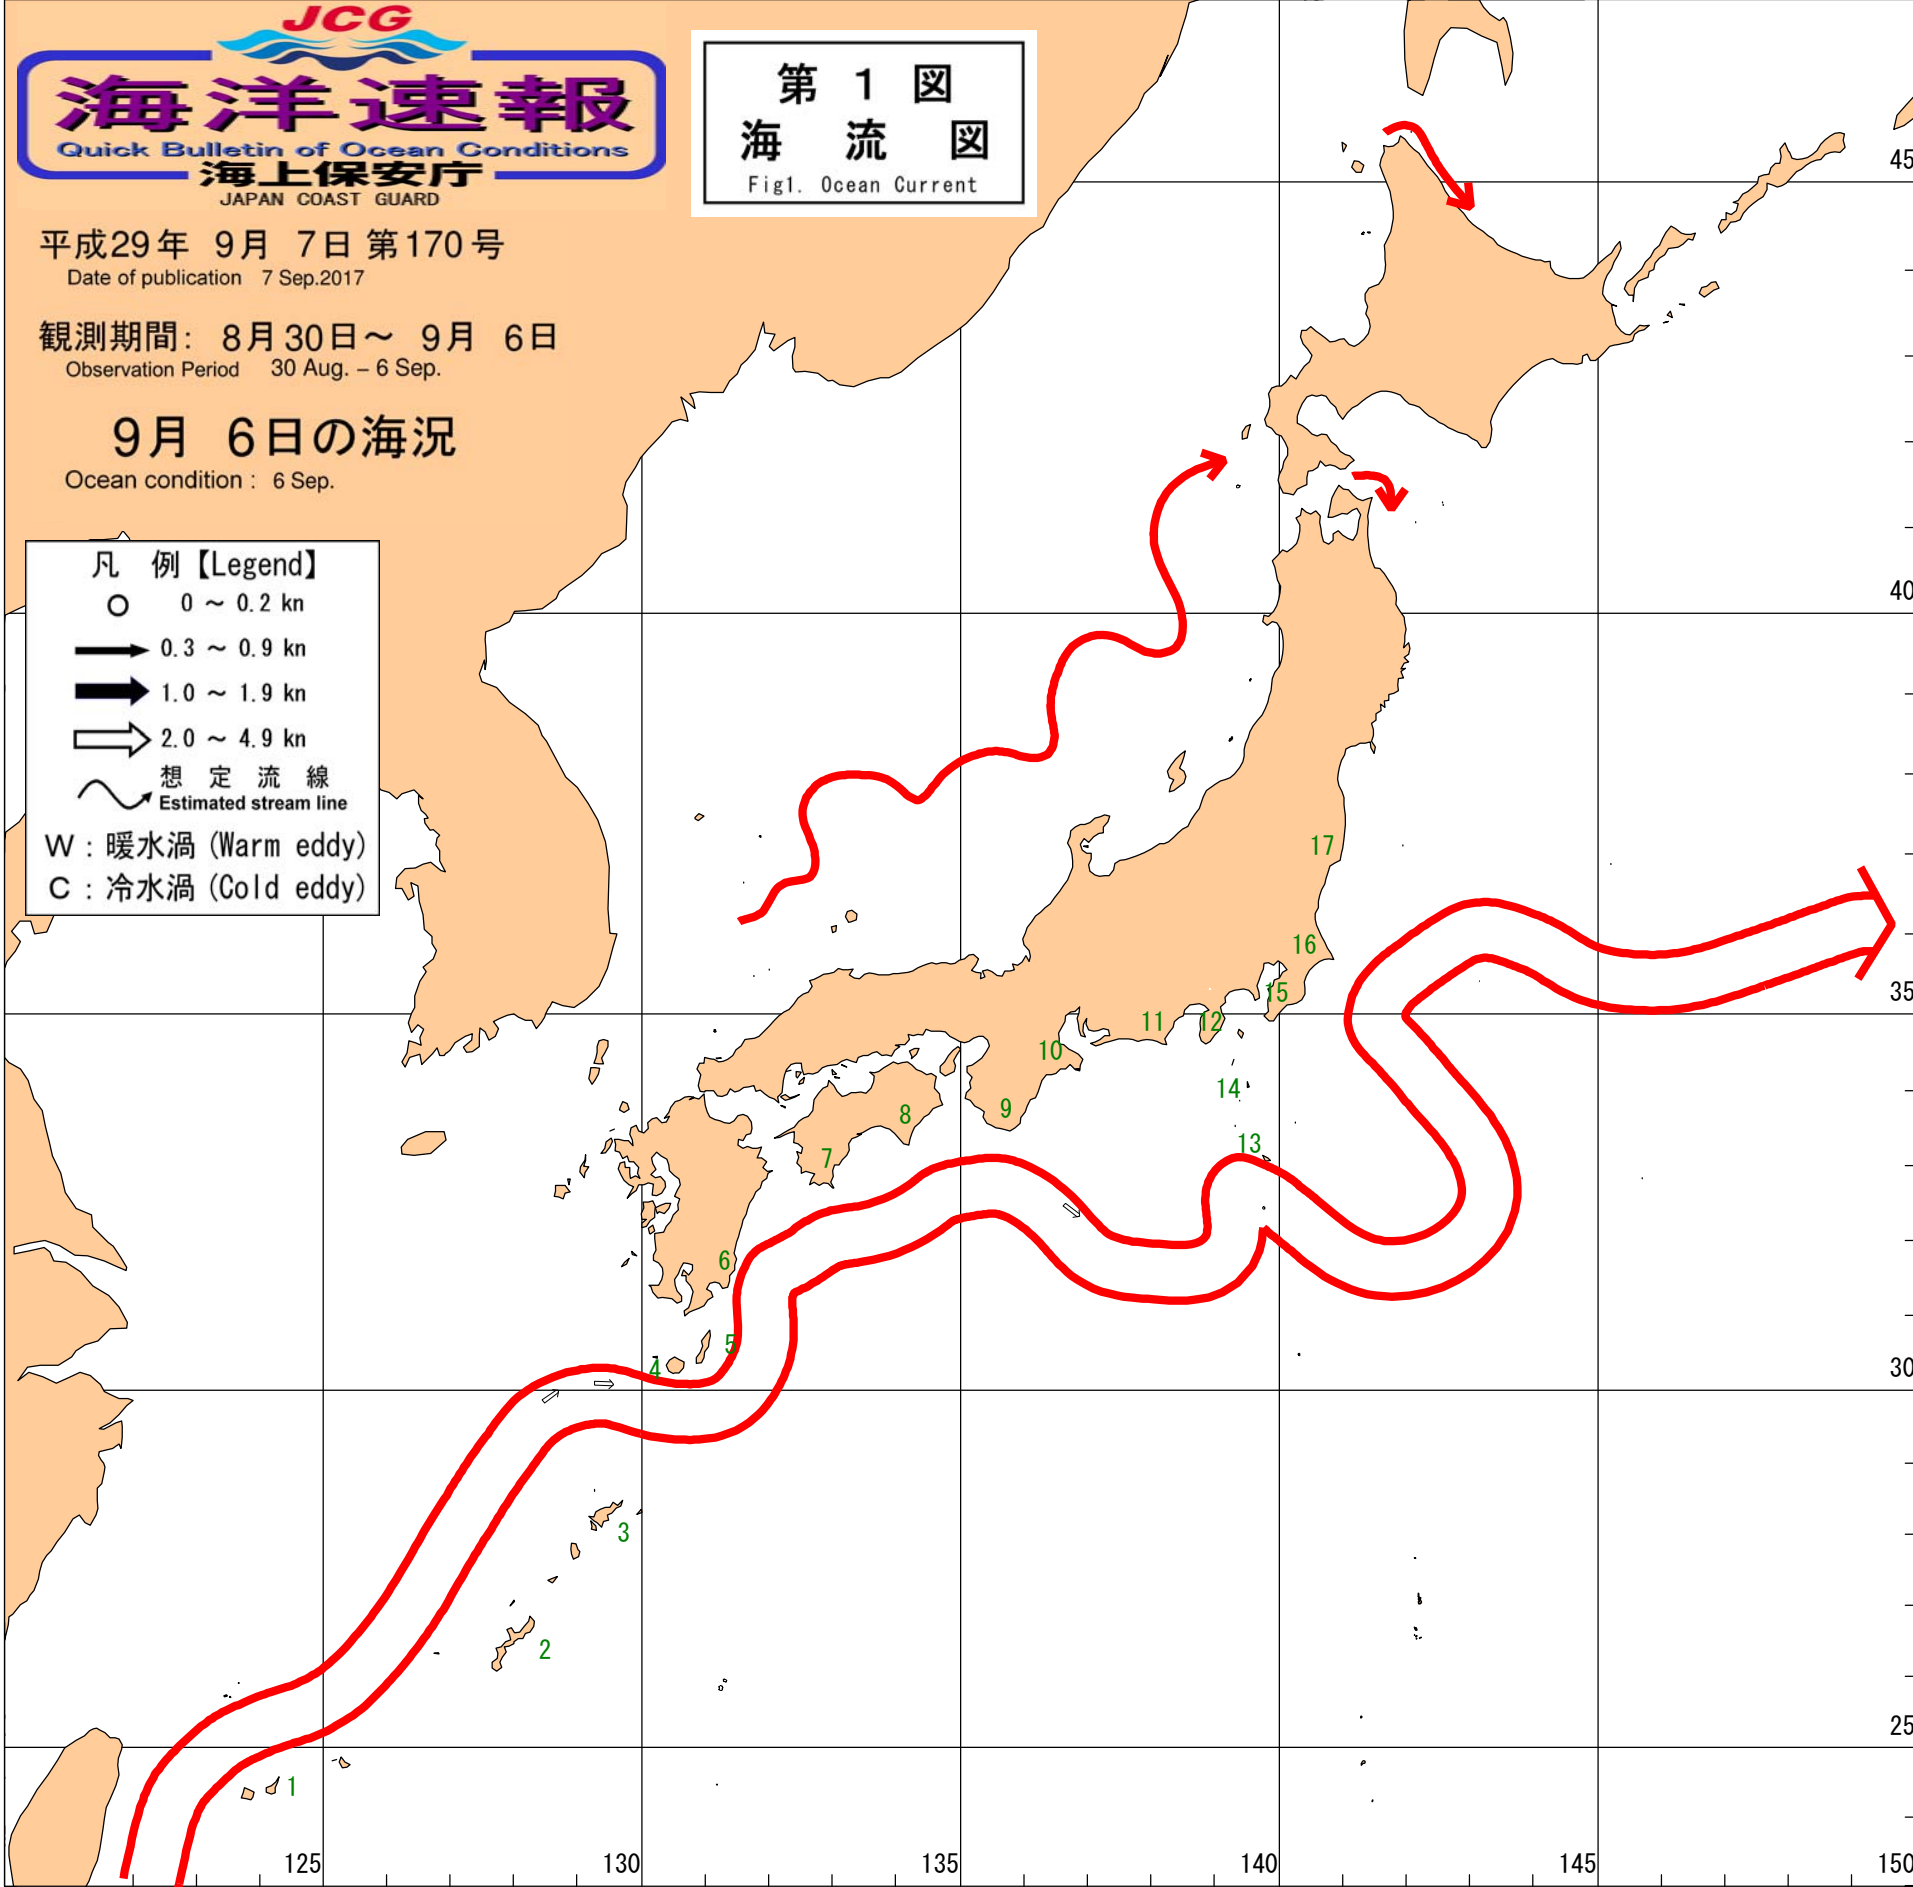 JCG
海洋速報
Quick Bulletin of Ocean Conditions
海上保安庁
JAPAN COAST GUARD
平成29年 9月 7日 第170号
Date of publication 7 Sep.2017
観測期間: 8月30日～ 9月 6日
Observation Period 30 Aug. – 6 Sep.
9月 6日の海況
Ocean condition : 6 Sep.
第 1 図
海 流 図
Fig1. Ocean Current
凡 例【Legend】
0 ～ 0.2 kn
0.3 ～ 0.9 kn
1.0 ～ 1.9 kn
2.0 ～ 4.9 kn
想 定 流 線
Estimated stream line
W : 暖水渦 (Warm eddy)
C : 冷水渦 (Cold eddy)
45
40
17
16
35
15
12
11
10
14
9
8
13
7
6
5
4
30
3
2
25
1
125
130
135
140
145
150